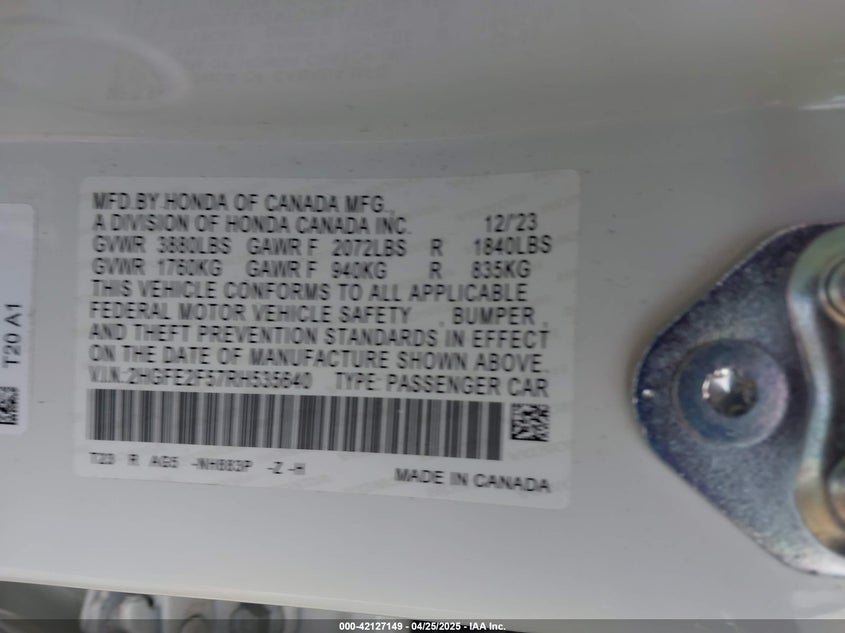 MFD.BY.HONDA OF CANADA MFG.,
A DIVISION OF HONDA CANADA INC. 12/'23
GVWR 3880LBS GAWR F 2072LBS R 1840LBS
GVWR 1760KG GAWR F 940KG R 835KG
THIS VEHICLE CONFORMS TO ALL APPLICABLE
FEDERAL MOTOR VEHICLE SAFETY , BUMPER ,
AND THEFT PREVENTION STANDARDS IN EFFECT
ON THE DATE OF MANUFACTURE SHOWN ABOVE.
V.I.N.:2HGFE2F57RH535640 TYPE: PASSENGER CAR
T23 R AG5 -NH883P -Z -H
MADE IN CANADA
T20 A1
000-42127149 - 04/25/2025 - IAA Inc.